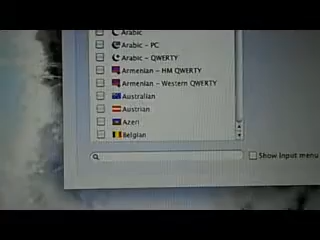 Arabic
Arabic - PC
Arabic - QWERTY
Armenian - HM QWERTY
Armenian - Western QWERTY
Australian
Austrian
Azeri
Belgian
Show Input menu